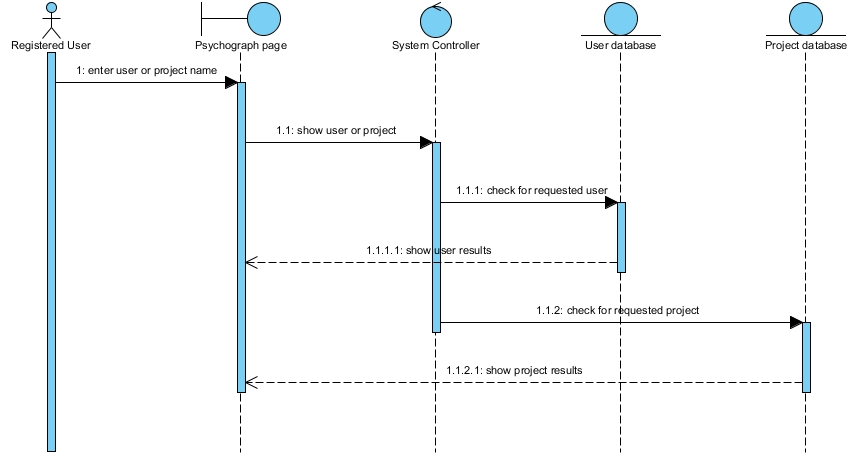 Registered User
Psychograph page
System Controller
User database
Project database
1: enter user or project name
1.1: show user or project
1.1.1: check for requested user
1.1.1.1: show user results
1.1.2: check for requested project
1.1.2.1: show project results